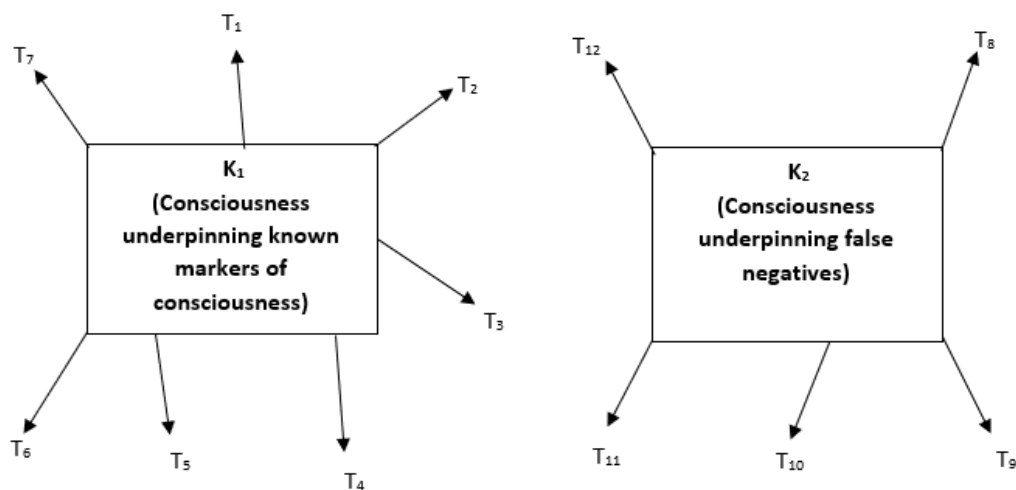 T₁
T₇
T₂
K₁
(Consciousness
underpinning known
markers of
consciousness)
T₃
T₆
T₅
T₄
T₁₂
T₈
K₂
(Consciousness
underpinning false
negatives)
T₁₁
T₁₀
T₉